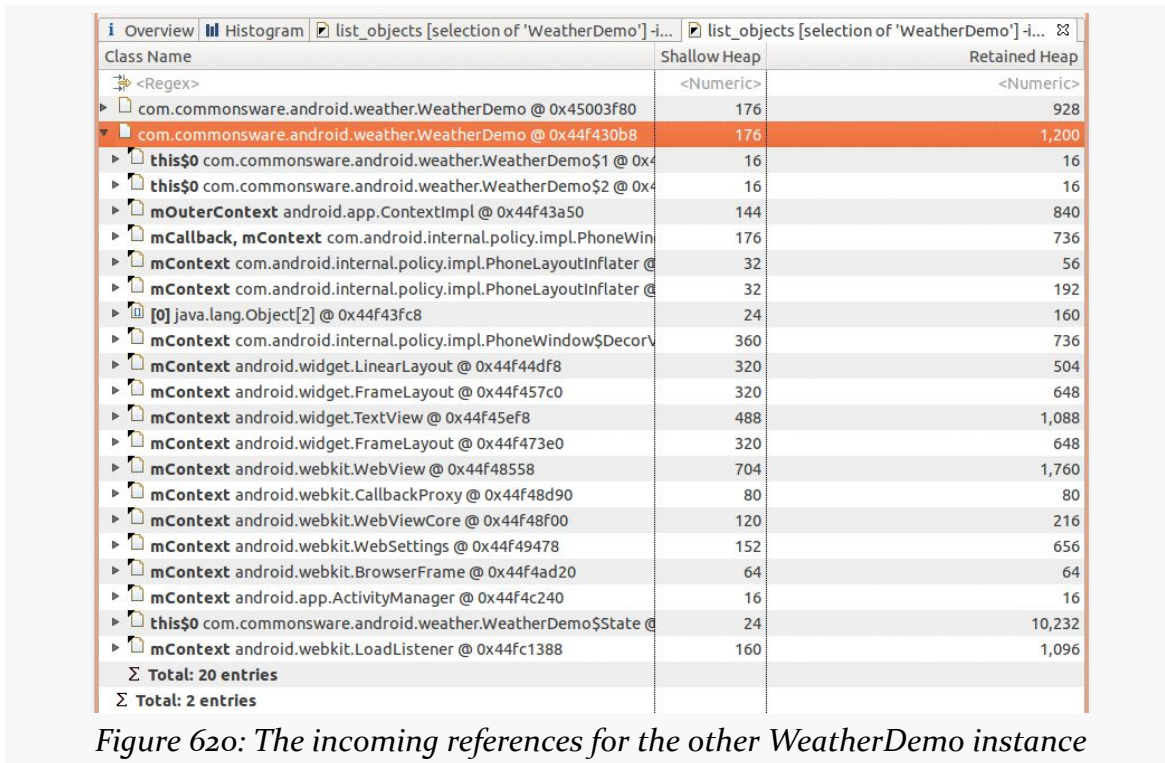 i Overview Histogram list_objects [selection of 'WeatherDemo'] -i... list_objects [selection of 'WeatherDemo'] -i...
Class Name Shallow Heap Retained Heap
<Regex> <Numeric> <Numeric>
com.commonsware.android.weather.WeatherDemo @ 0x45003f80 176 928
com.commonsware.android.weather.WeatherDemo @ 0x44f430b8 176 1,200
this$0 com.commonsware.android.weather.WeatherDemo$1 @ 0x4 16 16
this$0 com.commonsware.android.weather.WeatherDemo$2 @ 0x4 16 16
mOuterContext android.app.ContextImpl @ 0x44f43a50 144 840
mCallback, mContext com.android.internal.policy.impl.PhoneWin 176 736
mContext com.android.internal.policy.impl.PhoneLayoutInflater @ 32 56
mContext com.android.internal.policy.impl.PhoneLayoutInflater @ 32 192
[0] java.lang.Object[2] @ 0x44f43fc8 24 160
mContext com.android.internal.policy.impl.PhoneWindow$DecorV 360 736
mContext android.widget.LinearLayout @ 0x44f44df8 320 504
mContext android.widget.FrameLayout @ 0x44f457c0 320 648
mContext android.widget.TextView @ 0x44f45ef8 488 1,088
mContext android.widget.FrameLayout @ 0x44f473e0 320 648
mContext android.webkit.WebView @ 0x44f48558 704 1,760
mContext android.webkit.CallbackProxy @ 0x44f48d90 80 80
mContext android.webkit.WebViewCore @ 0x44f48f00 120 216
mContext android.webkit.WebSettings @ 0x44f49478 152 656
mContext android.webkit.BrowserFrame @ 0x44f4ad20 64 64
mContext android.app.ActivityManager @ 0x44f4c240 16 16
this$0 com.commonsware.android.weather.WeatherDemo$State @ 24 10,232
mContext android.webkit.LoadListener @ 0x44fc1388 160 1,096
Σ Total: 20 entries
Σ Total: 2 entries
Figure 620: The incoming references for the other WeatherDemo instance